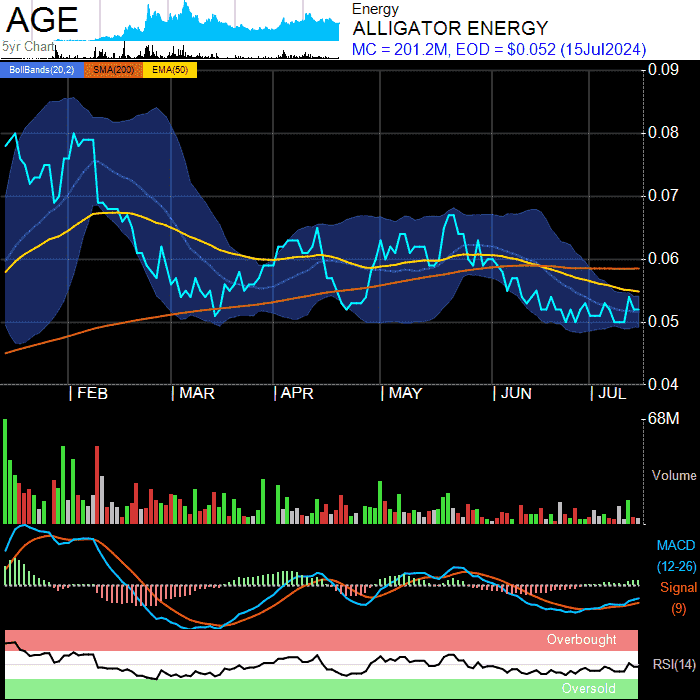 AGE
5yr Chart
Energy
ALLIGATOR ENERGY
MC = 201.2M, EOD = $0.052 (15Jul2024)
BollBands(20,2) SMA(200) EMA(50)
0.09
0.08
0.07
0.06
0.05
0.04
FEB MAR APR MAY JUN JUL
68M
Volume
MACD
(12-26)
Signal
(9)
Overbought
RSI(14)
Oversold